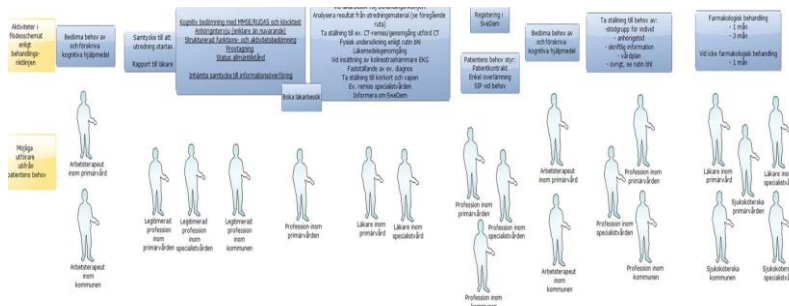 Aktiviteter i
flödesschemat
enligt
behandlings-
riktlinjen
Bedöma behov av
och förskriva
kognitiva hjälpmedel
Samtycke till att
utredning startas
Rapport till läkare
Kognitiv bedömning med MMSE/RUDAS och klocktest
Anhörigintervju (enklare än nuvarande)
Strukturerad funktions- och aktivitetsbedömning
Provtagning
Status allmäntillstånd
Inhämta samtycke till informationsöverföring
Boka läkarbesök
Analysera resultat från utredningsmaterial (se föregående
ruta)
Ta ställning till ev. CT-remiss/genomgång utförd CT
Fysisk undersökning enligt rutin bhl
Läkemedelsgenomgång
Vid insättning av kolinesterashämmare EKG
Fastställande av ev. diagnos
Ta ställning till körkort och vapen
Ev. remiss specialistvården
Informera om SveDem
Registering i
SveDem
Patientens behov styr:
Patientkontrakt
Enkel överlämning
SIP vid behov
Bedöma behov av
och förskriva
kognitiva hjälpmedel
Ta ställning till behov av:
- stödgrupp för individ
- anhörigstöd
- skriftlig information
- vårdplan
- övrigt, se rutin bhl
Farmakologisk behandling
- 1 mån
- 3 mån
Vid icke farmakologisk behandling
- 1 mån
Möjliga
utförare
utifrån
patientens behov
Arbetsterapeut
inom primärvård
Arbetsterapeut
inom
kommunen
Legitimerad
profession
inom
primärvården
Legitimerad
profession
inom
specialistvården
Legitimerad
profession
inom
kommunen
Profession inom
primärvården
Läkare inom
primärvård
Läkare inom
specialistvård
Profession inom
primärvården
Profession inom
specialistvården
Profession inom
kommunen
Arbetsterapeut
inom primärvård
Arbetsterapeut
inom
kommunen
Profession inom
primärvården
Profession inom
specialistvården
Profession inom
kommunen
Läkare inom
primärvård
Sjuksköterska
primärvården
Läkare inom
specialistvård
Sjuksköterska
kommunen
Sjuksköterska
inom
specialistvård